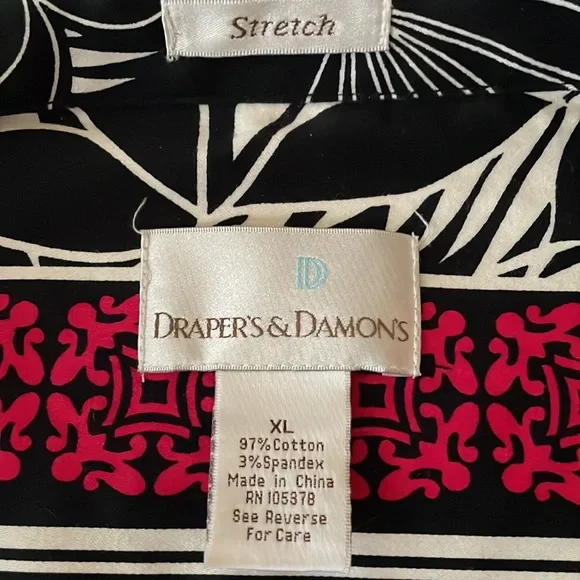 Stretch
D
DRAPER'S & DAMON'S
XL
97% Cotton
3% Spandex
Made in China
RN 105378
See Reverse
For Care